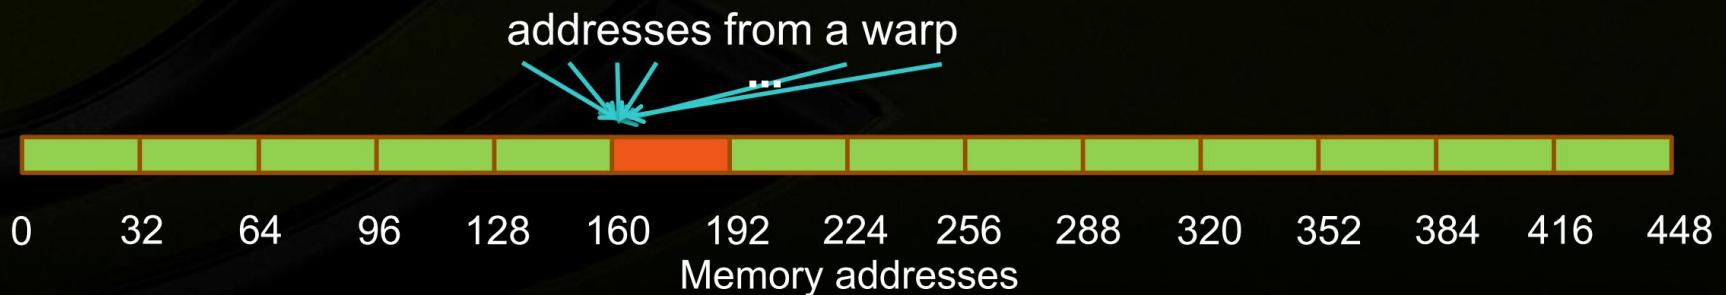 addresses from a warp
...
0 32 64 96 128 160 192 224 256 288 320 352 384 416 448
Memory addresses